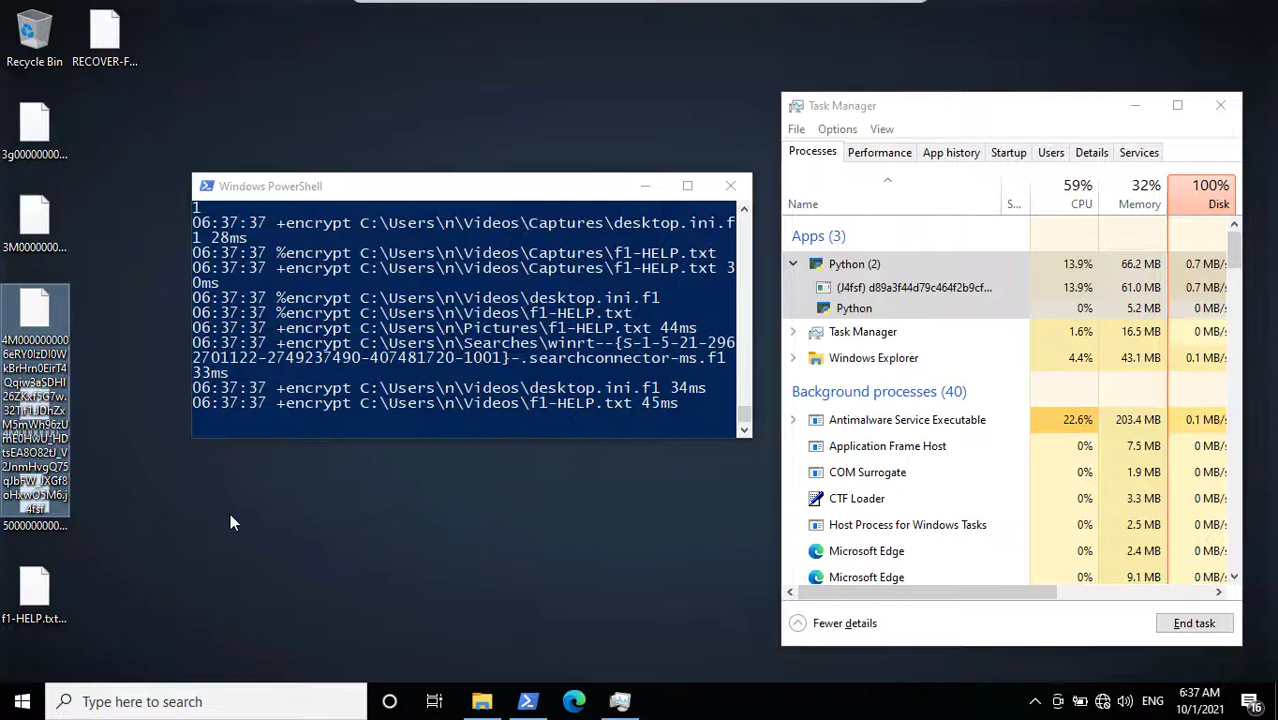 Recycle Bin
RECOVER-F...
3g00000000...
3M0000000...
4M000000000
5000000000...
f1-HELP.txt...
Windows PowerShell
1
06:37:37 +encrypt C:\Users\n\Videos\Captures\desktop.ini.f
1 28ms
06:37:37 %encrypt C:\Users\n\Videos\Captures\f1-HELP.txt
06:37:37 +encrypt C:\Users\n\Videos\Captures\f1-HELP.txt 3
0ms
06:37:37 %encrypt C:\Users\n\Videos\desktop.ini.f1
06:37:37 %encrypt C:\Users\n\Videos\f1-HELP.txt
06:37:37 +encrypt C:\Users\n\Pictures\f1-HELP.txt 44ms
06:37:37 +encrypt C:\Users\n\Searches\winrt--{S-1-5-21-296
2701122-2749237490-407481720-1001}-.searchconnector-ms.f1
33ms
06:37:37 +encrypt C:\Users\n\Videos\desktop.ini.f1 34ms
06:37:37 +encrypt C:\Users\n\Videos\f1-HELP.txt 45ms
Task Manager
File Options View
Processes Performance App history Startup Users Details Services
59% 32% 100%
Name S... CPU Memory Disk
Apps (3)
Python (2) 13.9% 66.2 MB 0.7 MB/s
(J4fsf) d89a3f44d79c464f2b9cf... 13.9% 61.0 MB 0.7 MB/s
Python 0% 5.2 MB 0 MB/s
Task Manager 1.6% 16.5 MB 0 MB/s
Windows Explorer 4.4% 43.1 MB 0.1 MB/s
Background processes (40)
Antimalware Service Executable 22.6% 203.4 MB 0.1 MB/s
Application Frame Host 0% 7.5 MB 0 MB/s
COM Surrogate 0% 1.9 MB 0 MB/s
CTF Loader 0% 3.3 MB 0 MB/s
Host Process for Windows Tasks 0% 2.5 MB 0 MB/s
Microsoft Edge 0% 2.4 MB 0 MB/s
Microsoft Edge 0% 9.1 MB 0 MB/s
Fewer details
End task
Type here to search
ENG
6:37 AM
10/1/2021
16